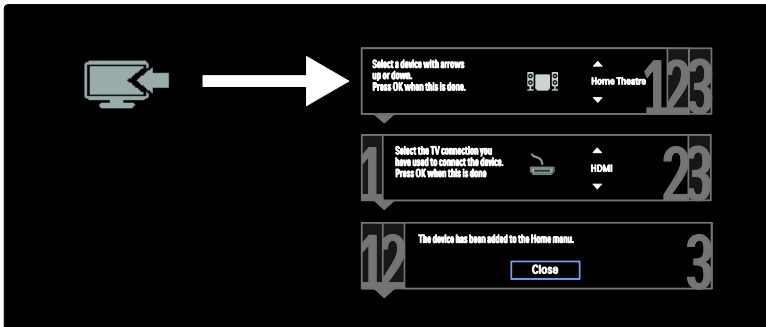 Select a device with arrows
up or down.
Press OK when this is done.
Home Theatre
123
1
Select the TV connection you
have used to connect the device.
Press OK when this is done
HDMI
23
12
The device has been added to the Home menu.
Close
3